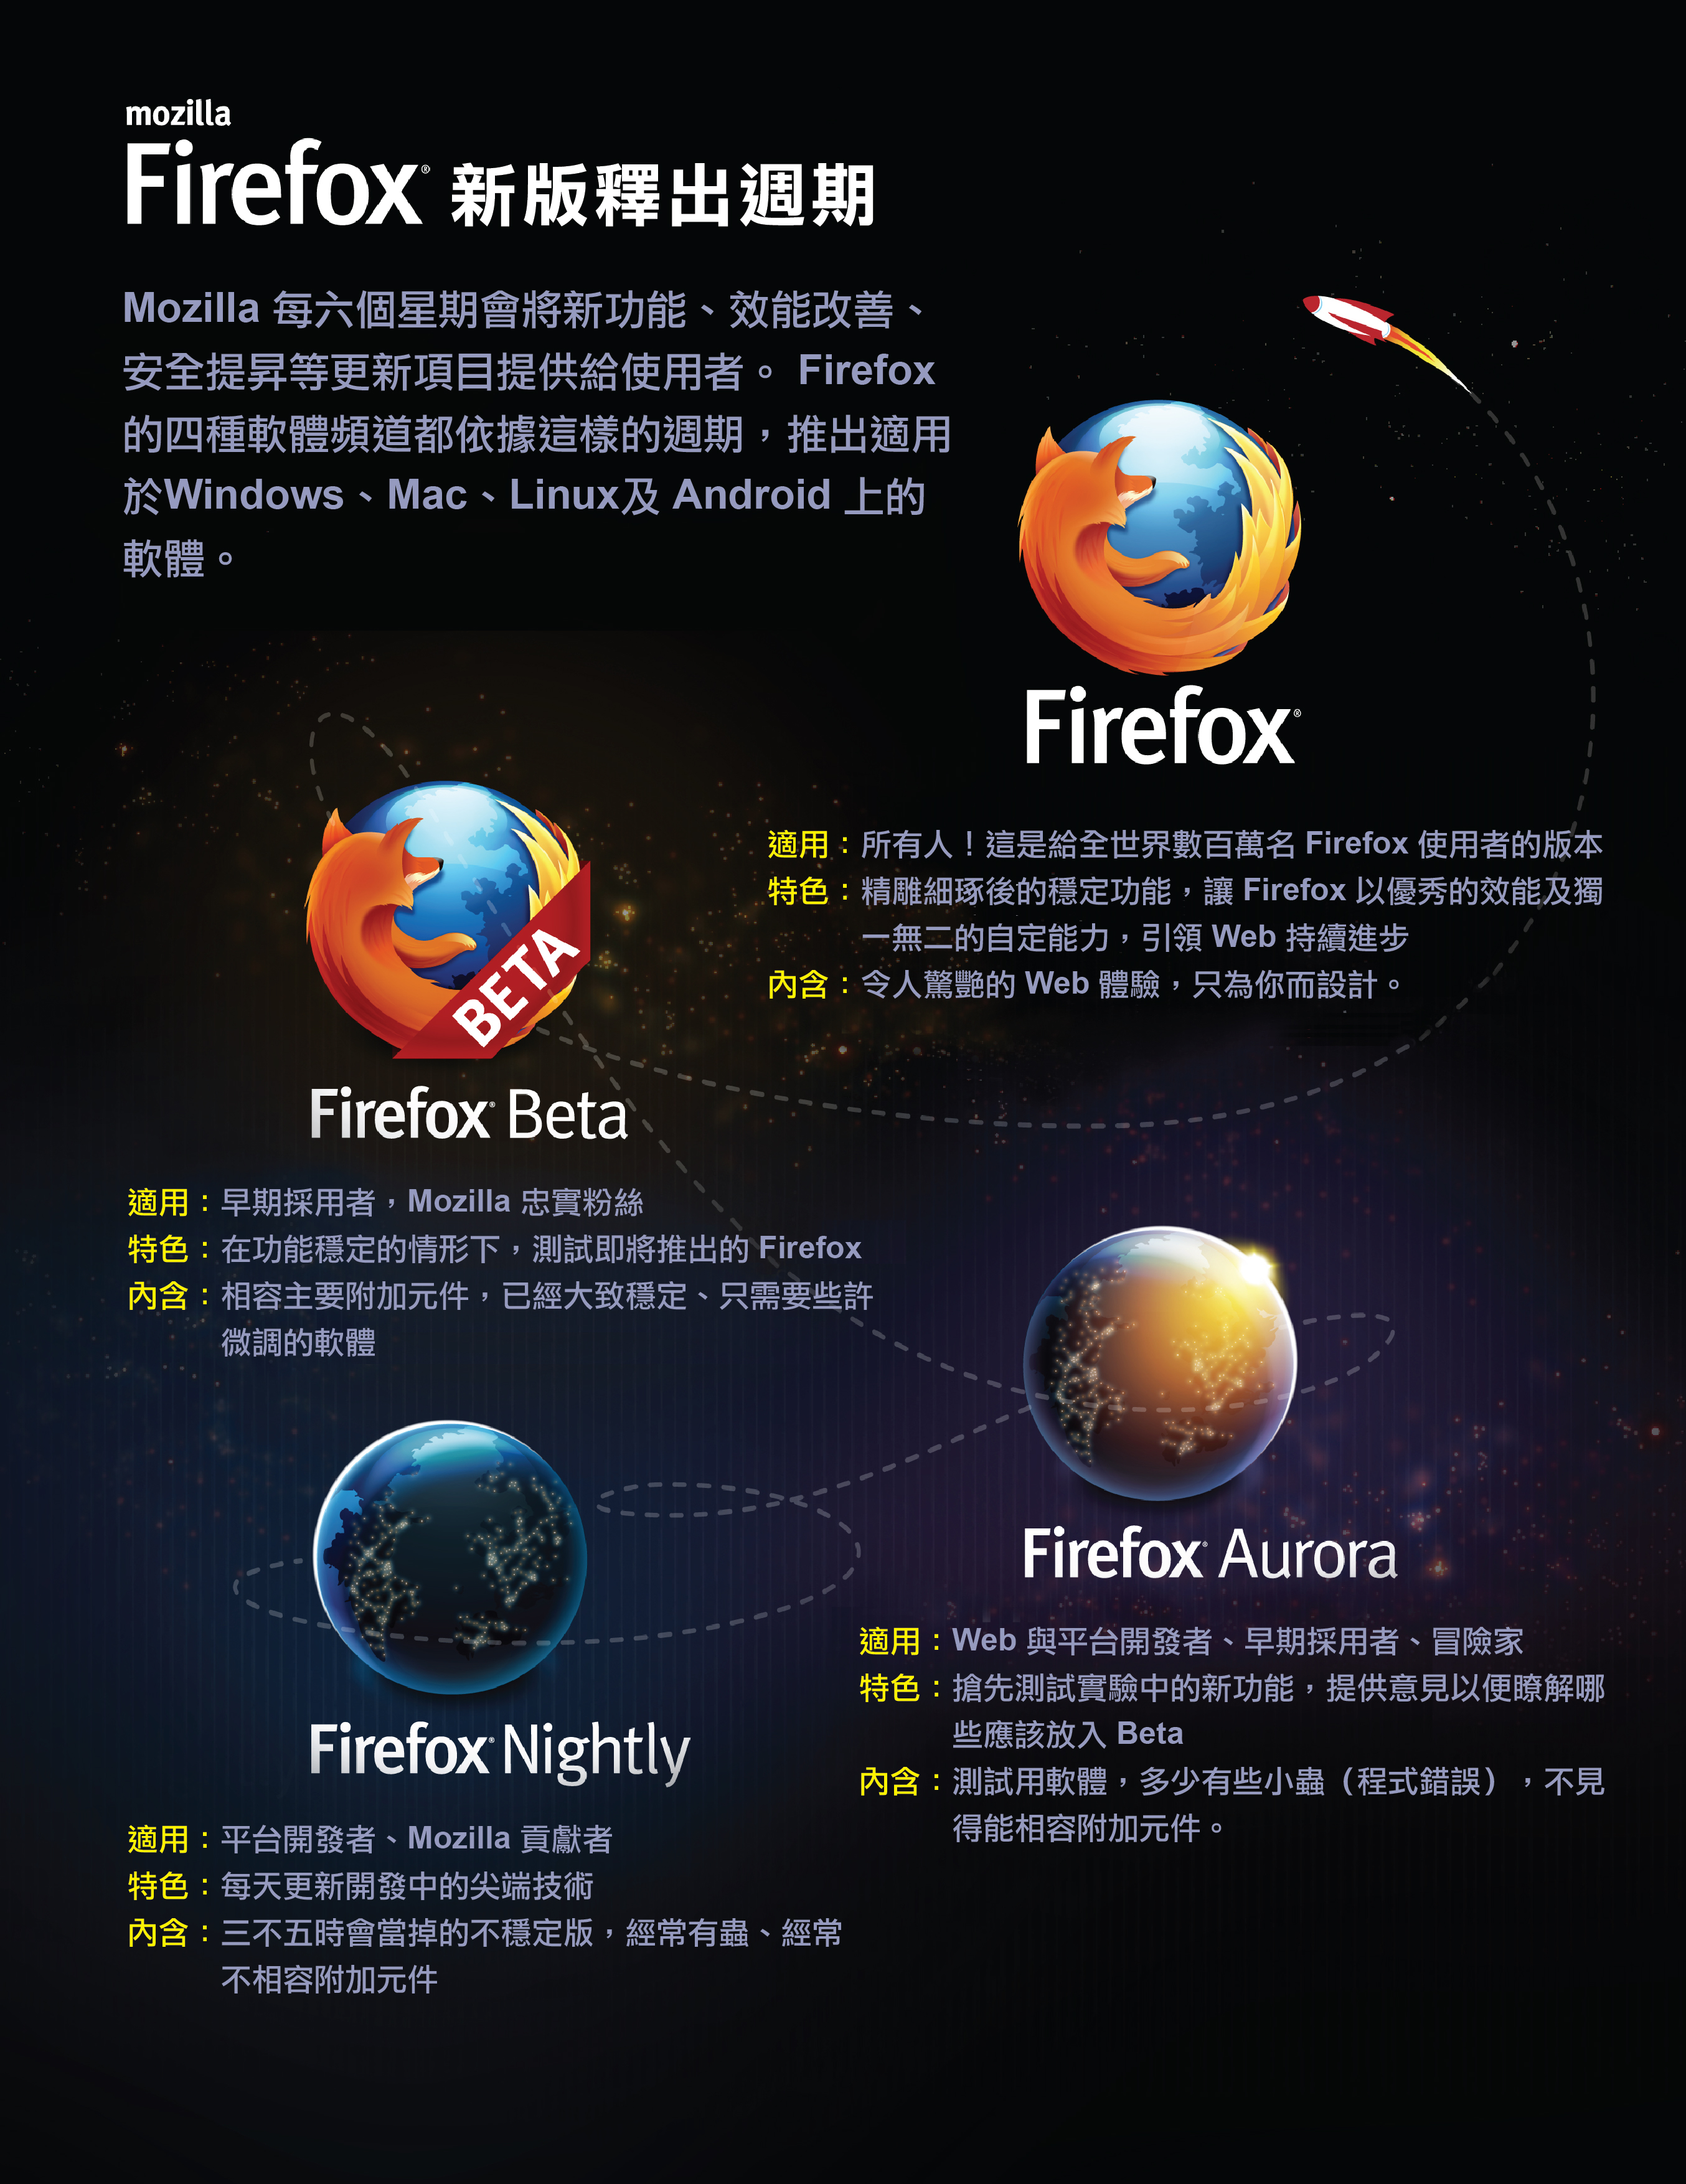 mozilla
Firefox® 新版釋出週期
Mozilla 每六個星期會將新功能、效能改善、
安全提昇等更新項目提供給使用者。 Firefox
的四種軟體頻道都依據這樣的週期，推出適用
於Windows、Mac、Linux及 Android 上的
軟體。
Firefox®
適用：所有人！這是給全世界數百萬名 Firefox 使用者的版本
特色：精雕細琢後的穩定功能，讓 Firefox 以優秀的效能及獨
一無二的自定能力，引領 Web 持續進步
內含：令人驚艷的 Web 體驗，只為你而設計。
BETA
Firefox® Beta
適用：早期採用者，Mozilla 忠實粉絲
特色：在功能穩定的情形下，測試即將推出的 Firefox
內含：相容主要附加元件，已經大致穩定、只需要些許
微調的軟體
Firefox® Aurora
適用：Web 與平台開發者、早期採用者、冒險家
特色：搶先測試實驗中的新功能，提供意見以便瞭解哪
些應該放入 Beta
內含：測試用軟體，多少有些小蟲（程式錯誤），不見
得能相容附加元件。
Firefox® Nightly
適用：平台開發者、Mozilla 貢獻者
特色：每天更新開發中的尖端技術
內含：三不五時會當掉的不穩定版，經常有蟲、經常
不相容附加元件